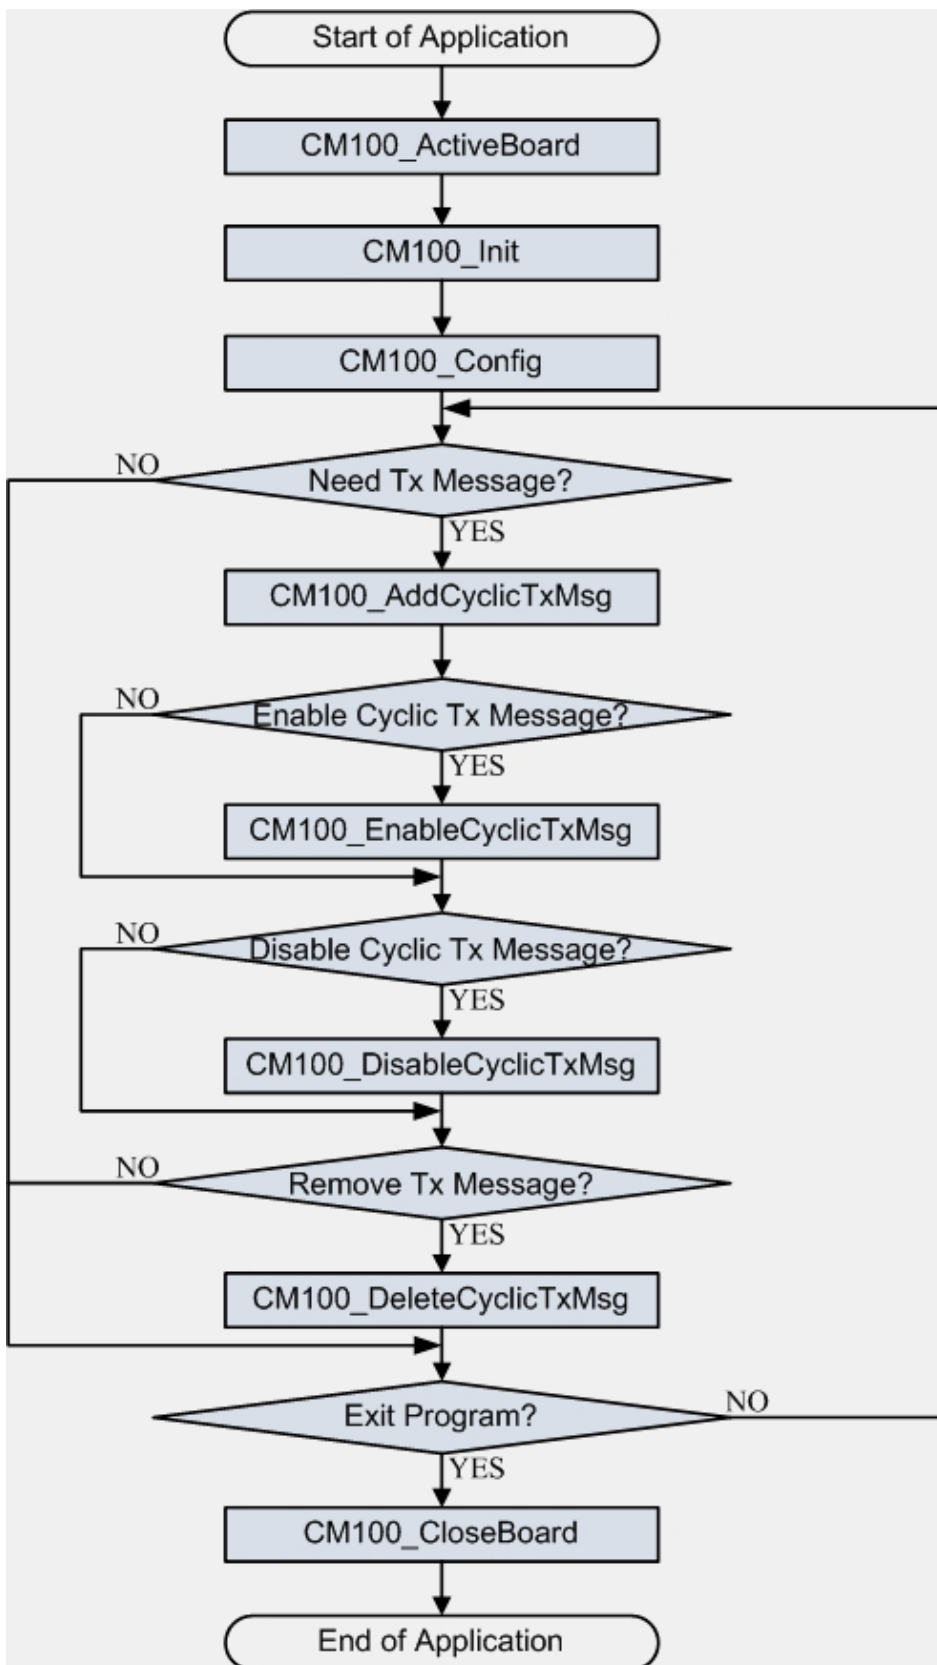 Start of Application
CM100_ActiveBoard
CM100_Init
CM100_Config
NO
Need Tx Message?
YES
CM100_AddCyclicTxMsg
NO
Enable Cyclic Tx Message?
YES
CM100_EnableCyclicTxMsg
NO
Disable Cyclic Tx Message?
YES
CM100_DisableCyclicTxMsg
NO
Remove Tx Message?
YES
CM100_DeleteCyclicTxMsg
Exit Program?
NO
YES
CM100_CloseBoard
End of Application